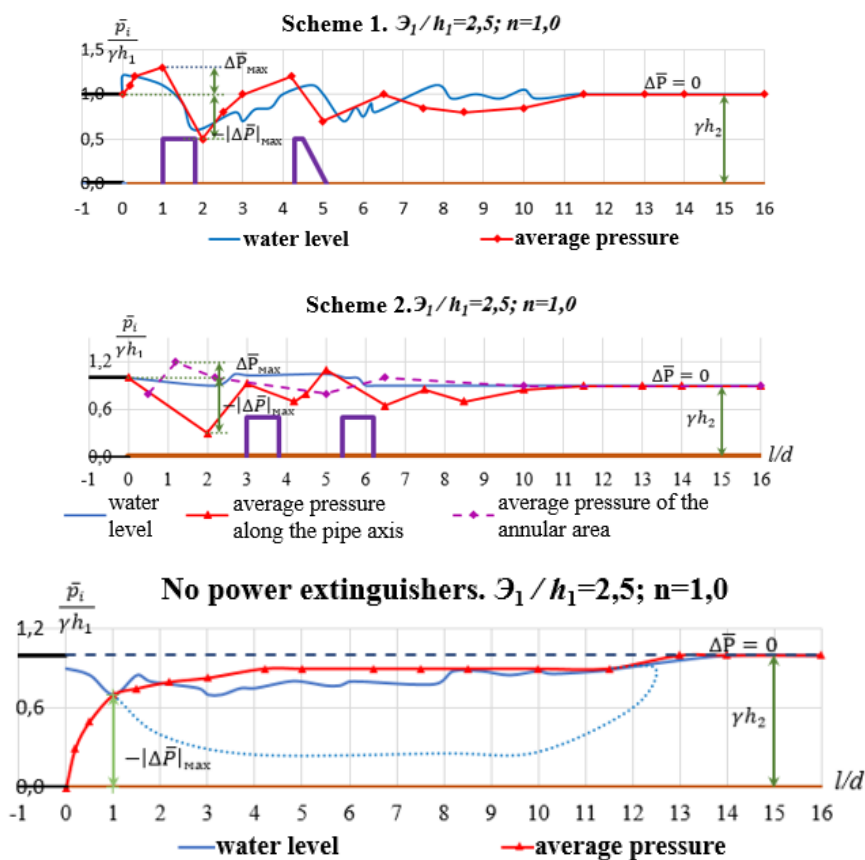 Scheme 1. Э₁ / h₁=2,5; n=1,0
p̄ᵢ
γh₁
1,5
1,0
0,5
0,0
ΔP̄ₘₐₓ
−|ΔP̄|ₘₐₓ
ΔP̄ = 0
γh₂
-1 0 1 2 3 4 5 6 7 8 9 10 11 12 13 14 15 16
water level average pressure
Scheme 2.Э₁ / h₁=2,5; n=1,0
p̄ᵢ
γh₁
1,2
0,6
0,0
ΔP̄ₘₐₓ
−|ΔP̄|ₘₐₓ
ΔP̄ = 0
γh₂
l/d
-1 0 1 2 3 4 5 6 7 8 9 10 11 12 13 14 15 16
water
level
average pressure
along the pipe axis
average pressure of the
annular area
No power extinguishers. Э₁ / h₁=2,5; n=1,0
p̄ᵢ
γh₁
1,2
0,6
0,0
ΔP̄ = 0
−|ΔP̄|ₘₐₓ
γh₂
l/d
-1 0 1 2 3 4 5 6 7 8 9 10 11 12 13 14 15 16
water level average pressure